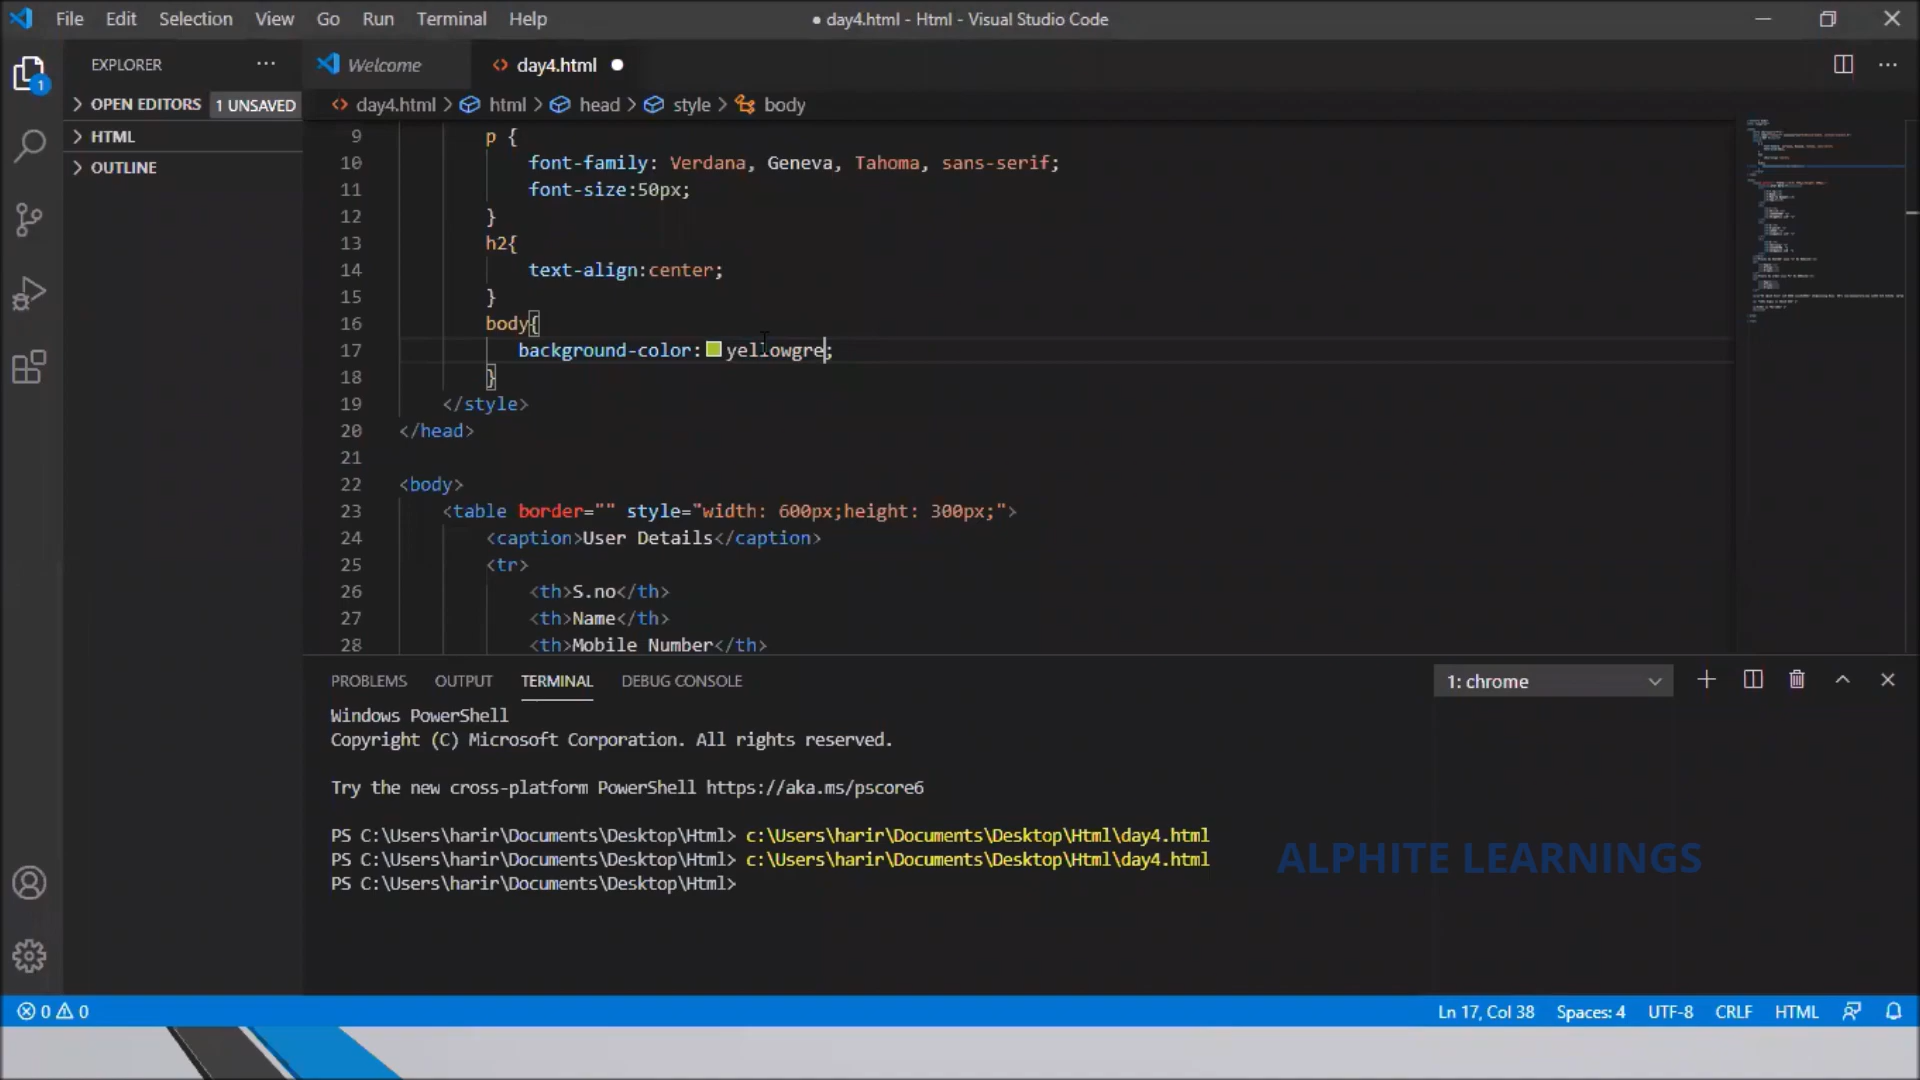 File Edit Selection View Go Run Terminal Help ● day4.html - Html - Visual Studio Code
EXPLORER ··· Welcome <> day4.html ●
> OPEN EDITORS 1 UNSAVED
<> day4.html > html > head > style > body
> HTML
> OUTLINE
1
9 p {
10 font-family: Verdana, Geneva, Tahoma, sans-serif;
11 font-size:50px;
12 }
13 h2{
14 text-align:center;
15 }
16 body{
17 background-color: yellowgre;
18 }
19 </style>
20 </head>
21
22 <body>
23 <table border="" style="width: 600px;height: 300px;">
24 <caption>User Details</caption>
25 <tr>
26 <th>S.no</th>
27 <th>Name</th>
28 <th>Mobile Number</th>
PROBLEMS OUTPUT TERMINAL DEBUG CONSOLE 1: chrome
Windows PowerShell
Copyright (C) Microsoft Corporation. All rights reserved.
Try the new cross-platform PowerShell https://aka.ms/pscore6
PS C:\Users\harir\Documents\Desktop\Html> c:\Users\harir\Documents\Desktop\Html\day4.html
PS C:\Users\harir\Documents\Desktop\Html> c:\Users\harir\Documents\Desktop\Html\day4.html
PS C:\Users\harir\Documents\Desktop\Html>
ALPHITE LEARNINGS
0 0 Ln 17, Col 38 Spaces: 4 UTF-8 CRLF HTML